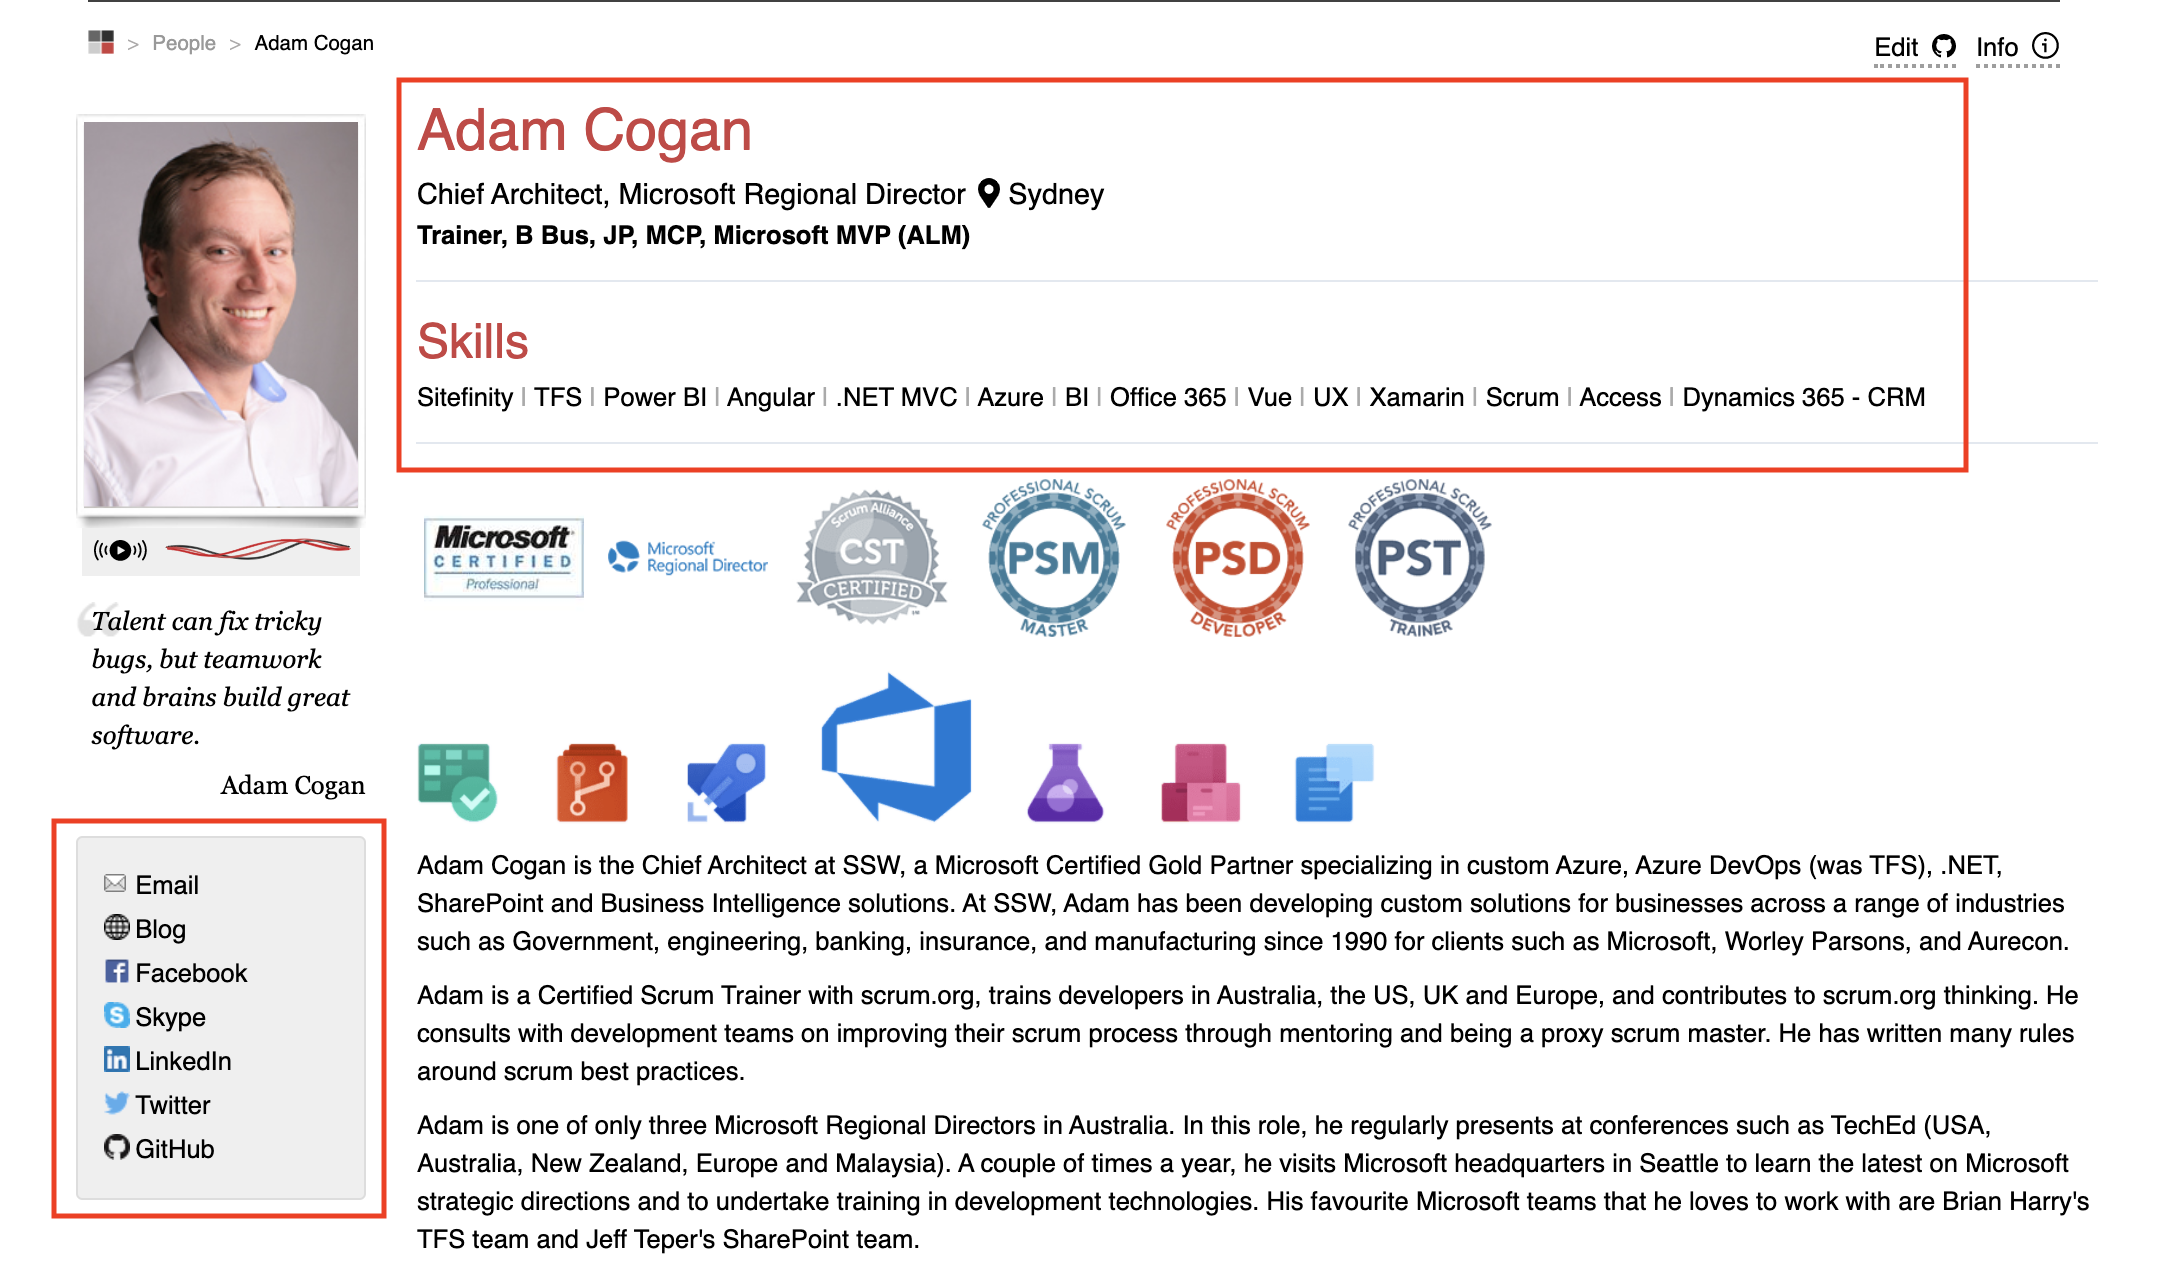 > People > Adam Cogan
Edit Info
Adam Cogan
Chief Architect, Microsoft Regional Director Sydney
Trainer, B Bus, JP, MCP, Microsoft MVP (ALM)
Skills
Sitefinity | TFS | Power BI | Angular | .NET MVC | Azure | BI | Office 365 | Vue | UX | Xamarin | Scrum | Access | Dynamics 365 - CRM
Microsoft
CERTIFIED
Professional
Microsoft
Regional Director
Scrum Alliance
CST
CERTIFIED
PROFESSIONAL SCRUM
PSM
MASTER
PROFESSIONAL SCRUM
PSD
DEVELOPER
PROFESSIONAL SCRUM
PST
TRAINER
“
Talent can fix tricky
bugs, but teamwork
and brains build great
software.
Adam Cogan
Email
Blog
Facebook
Skype
LinkedIn
Twitter
GitHub
Adam Cogan is the Chief Architect at SSW, a Microsoft Certified Gold Partner specializing in custom Azure, Azure DevOps (was TFS), .NET,
SharePoint and Business Intelligence solutions. At SSW, Adam has been developing custom solutions for businesses across a range of industries
such as Government, engineering, banking, insurance, and manufacturing since 1990 for clients such as Microsoft, Worley Parsons, and Aurecon.
Adam is a Certified Scrum Trainer with scrum.org, trains developers in Australia, the US, UK and Europe, and contributes to scrum.org thinking. He
consults with development teams on improving their scrum process through mentoring and being a proxy scrum master. He has written many rules
around scrum best practices.
Adam is one of only three Microsoft Regional Directors in Australia. In this role, he regularly presents at conferences such as TechEd (USA,
Australia, New Zealand, Europe and Malaysia). A couple of times a year, he visits Microsoft headquarters in Seattle to learn the latest on Microsoft
strategic directions and to undertake training in development technologies. His favourite Microsoft teams that he loves to work with are Brian Harry's
TFS team and Jeff Teper's SharePoint team.